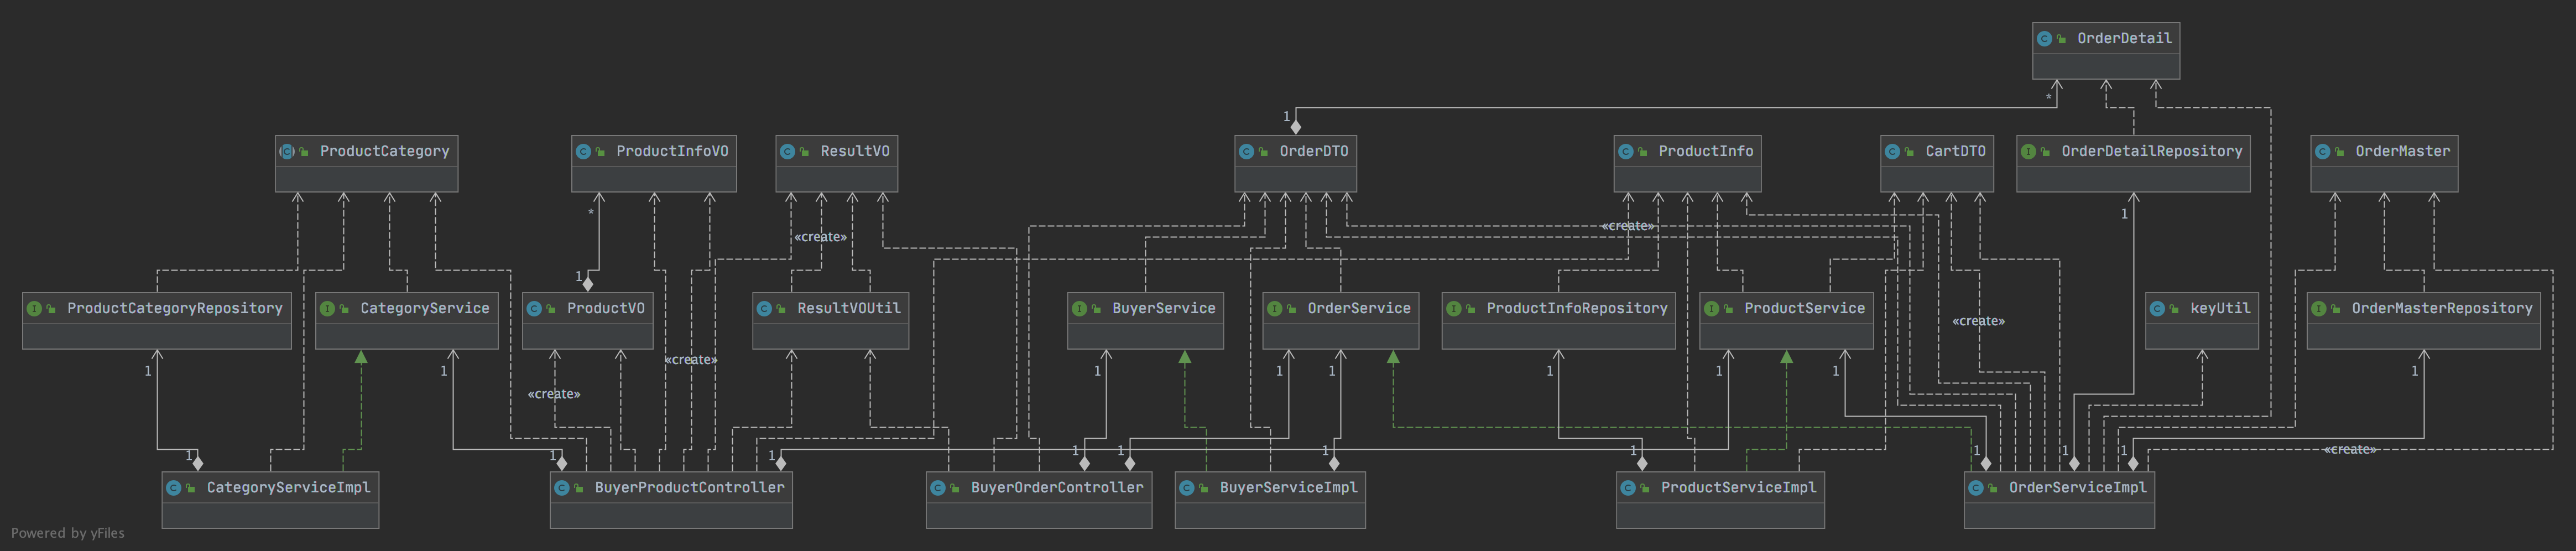 OrderDetail
*
1
ProductCategory
ProductInfoVO
ResultVO
OrderDTO
ProductInfo
CartDTO
OrderDetailRepository
OrderMaster
*
1
«create»
«create»
1
ProductCategoryRepository
CategoryService
ProductVO
ResultVOUtil
BuyerService
OrderService
ProductInfoRepository
ProductService
keyUtil
OrderMasterRepository
«create»
«create»
1
1
1
1
1
1
1
1
1
«create»
1
1
1
1
1
1
1
1
1
1
«create»
CategoryServiceImpl
BuyerProductController
BuyerOrderController
BuyerServiceImpl
ProductServiceImpl
OrderServiceImpl
Powered by yFiles